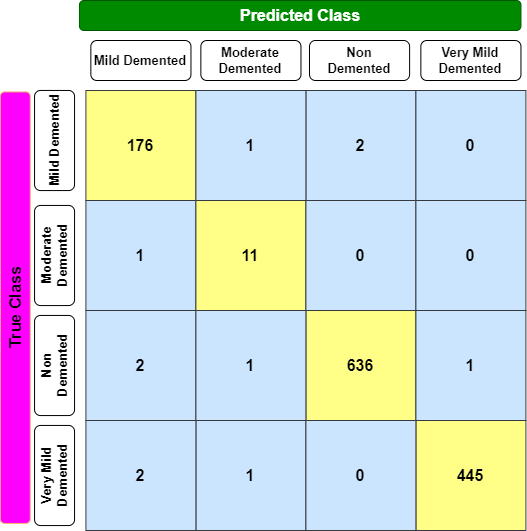 Predicted Class
Mild Demented
Moderate
Demented
Non
Demented
Very Mild
Demented
True Class
Mild Demented
176
1
2
0
Moderate
Demented
1
11
0
0
Non
Demented
2
1
636
1
Very Mild
Demented
2
1
0
445